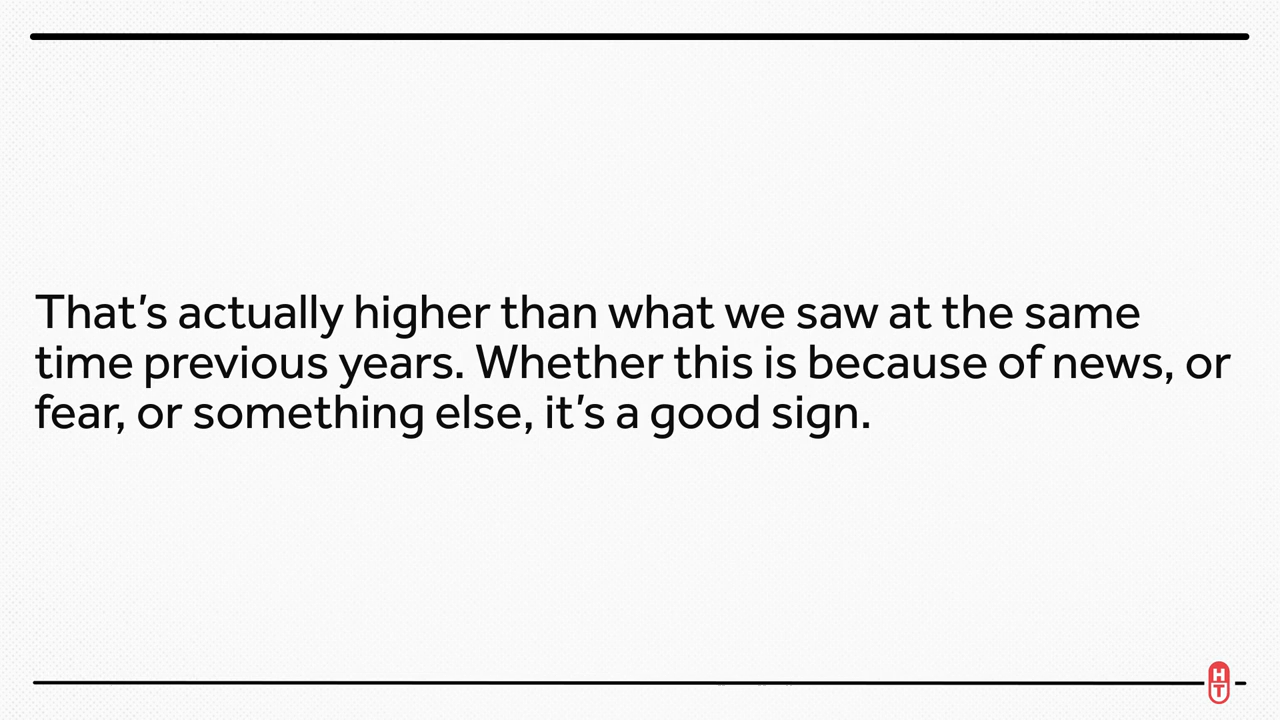 That’s actually higher than what we saw at the same
time previous years. Whether this is because of news, or
fear, or something else, it’s a good sign.
H
T